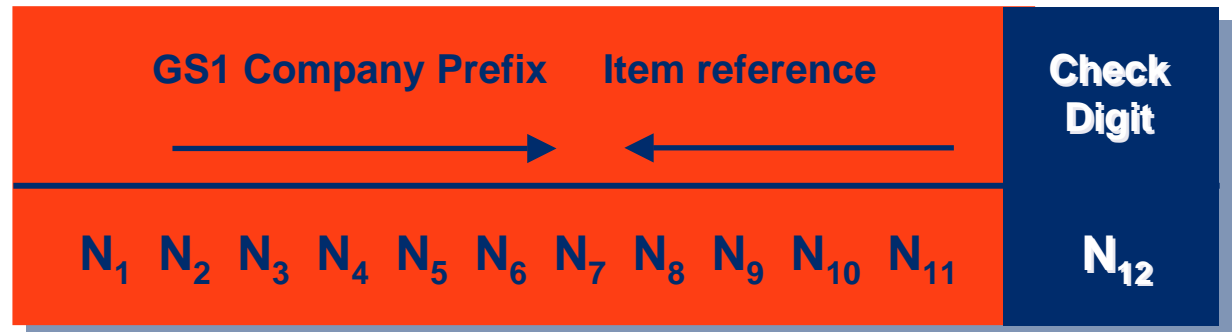 GS1 Company Prefix Item reference Check Digit
N1 N2 N3 N4 N5 N6 N7 N8 N9 N10 N11 N12